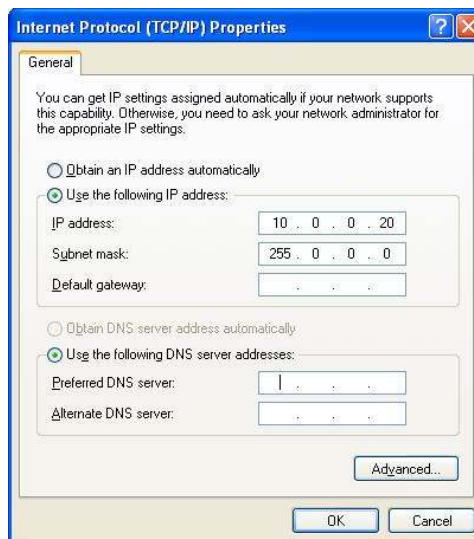 Internet Protocol (TCP/IP) Properties
General
You can get IP settings assigned automatically if your network supports
this capability. Otherwise, you need to ask your network administrator for
the appropriate IP settings.
Obtain an IP address automatically
Use the following IP address:
IP address: 10 . 0 . 0 . 20
Subnet mask: 255 . 0 . 0 . 0
Default gateway: . . .
Obtain DNS server address automatically
Use the following DNS server addresses:
Preferred DNS server: . . .
Alternate DNS server: . . .
Advanced...
OK Cancel